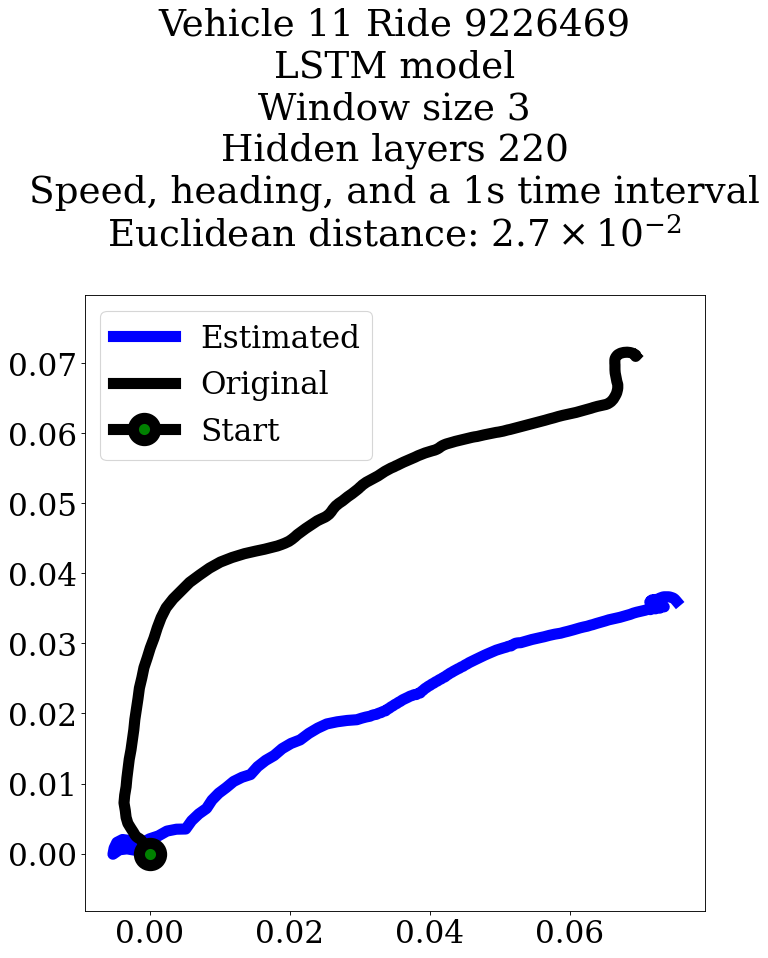 Vehicle 11 Ride 9226469
LSTM model
Window size 3
Hidden layers 220
Speed, heading, and a 1s time interval
Euclidean distance: 2.7 × 10⁻²
Estimated
Original
Start
0.07
0.06
0.05
0.04
0.03
0.02
0.01
0.00
0.00 0.02 0.04 0.06